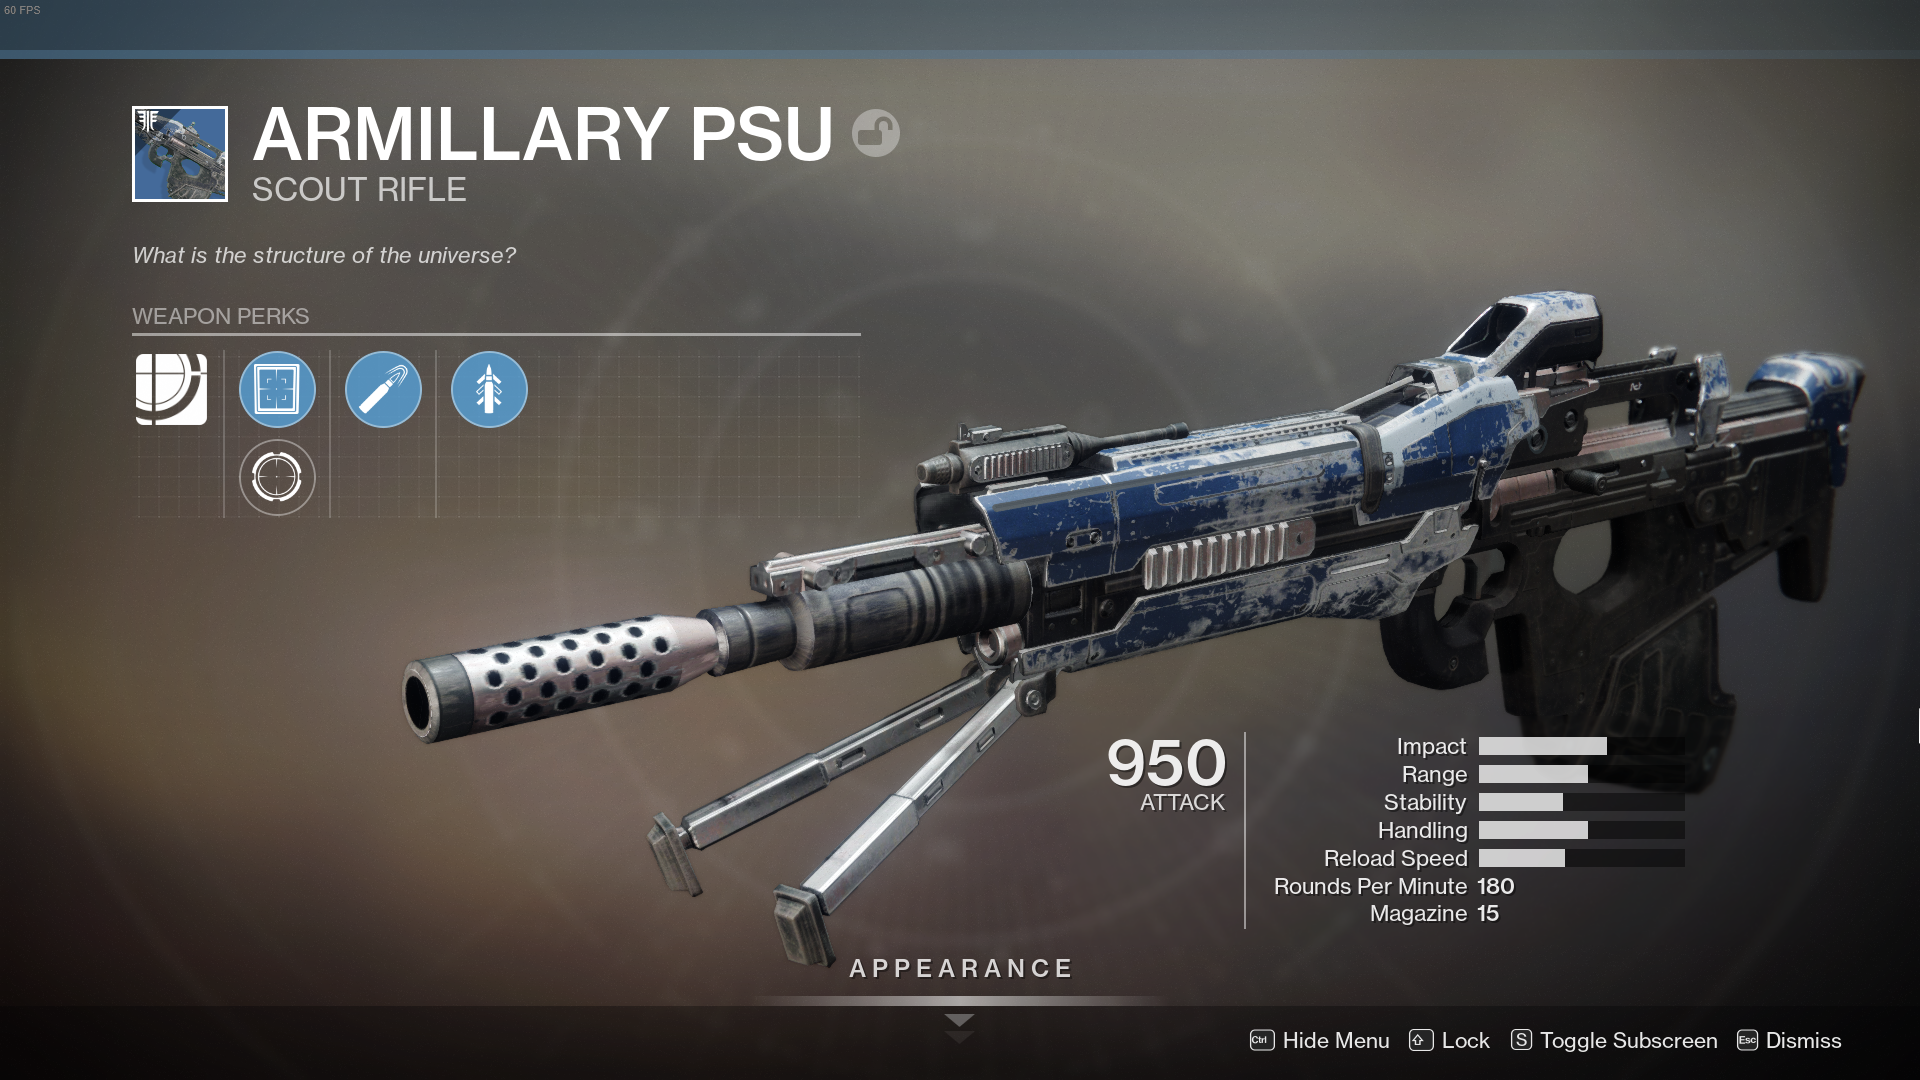 60 FPS
ARMILLARY PSU
SCOUT RIFLE
What is the structure of the universe?
WEAPON PERKS
950
ATTACK
Impact
Range
Stability
Handling
Reload Speed
Rounds Per Minute 180
Magazine 15
APPEARANCE
Ctrl Hide Menu Lock S Toggle Subscreen Esc Dismiss